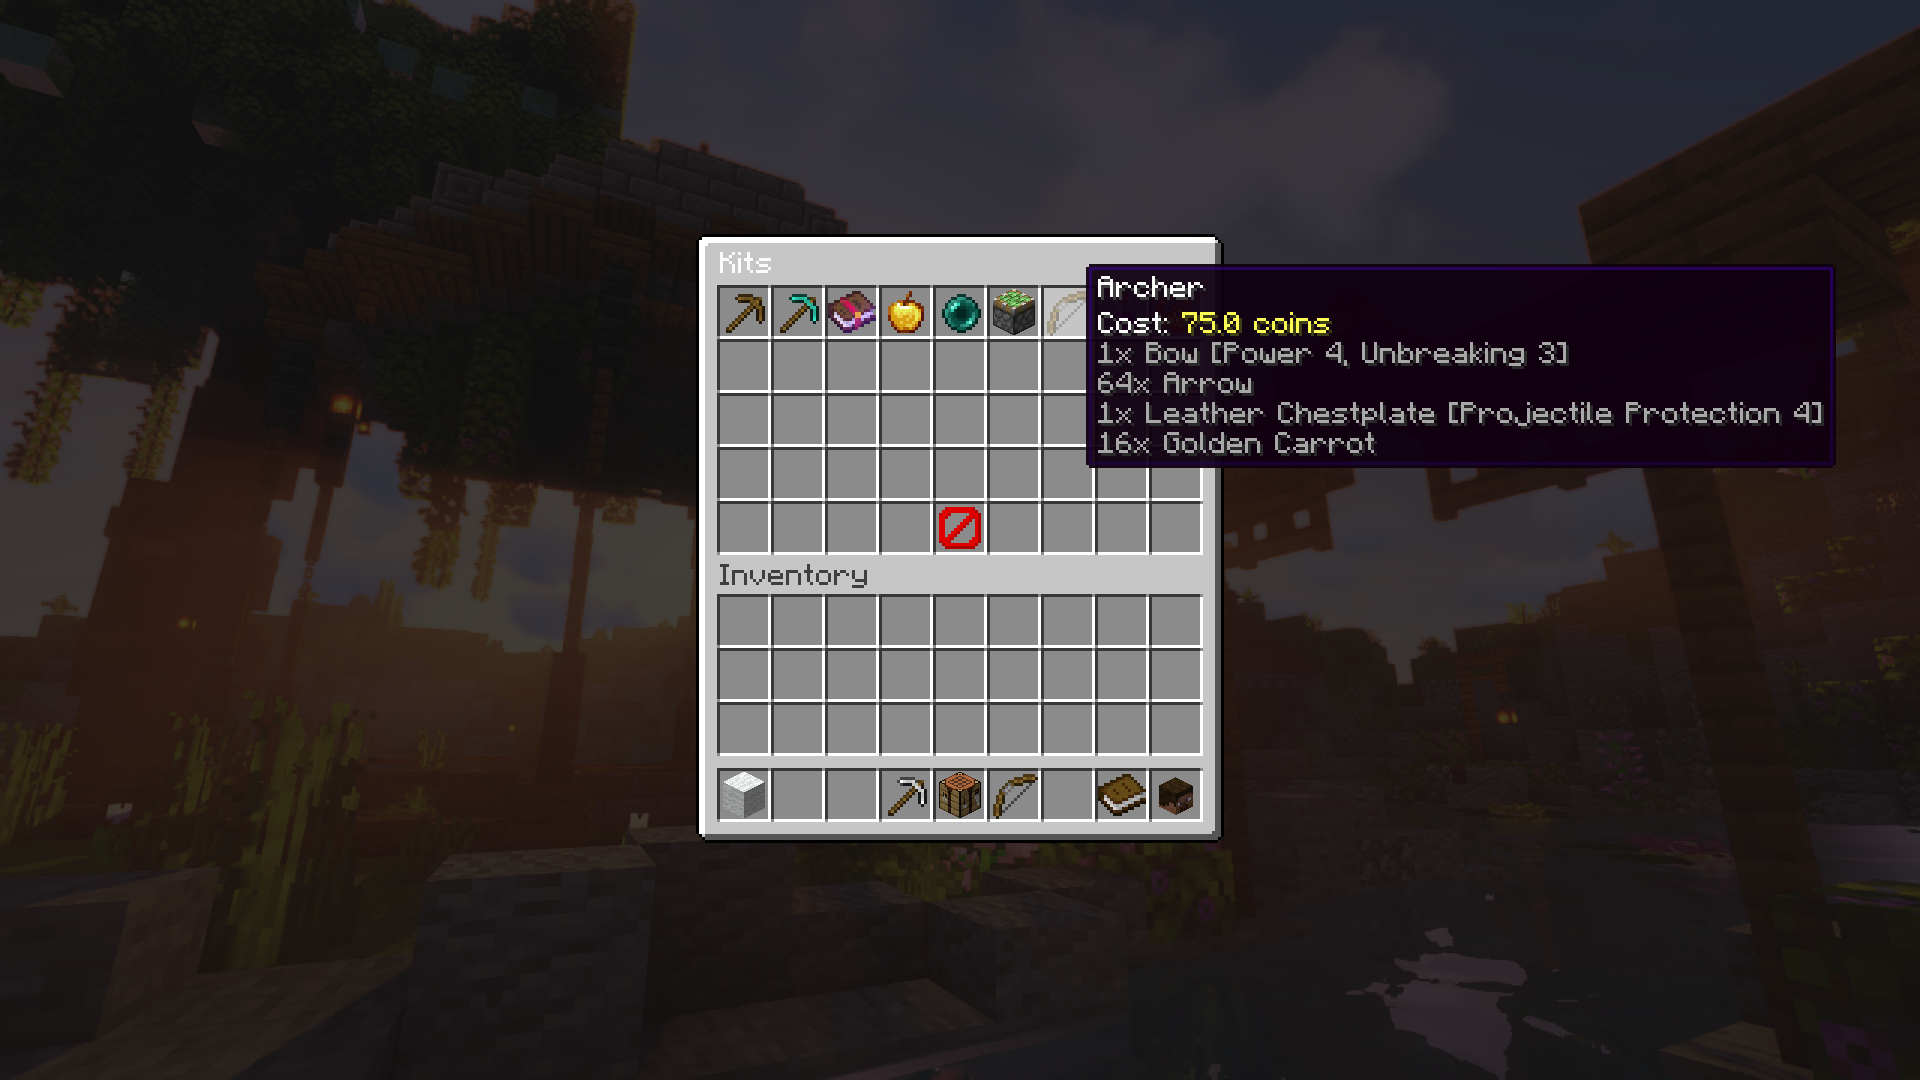 Kits
Archer
Cost: 75.0 coins
1x Bow [Power 4, Unbreaking 3]
64x Arrow
1x Leather Chestplate [Projectile Protection 4]
16x Golden Carrot
Inventory